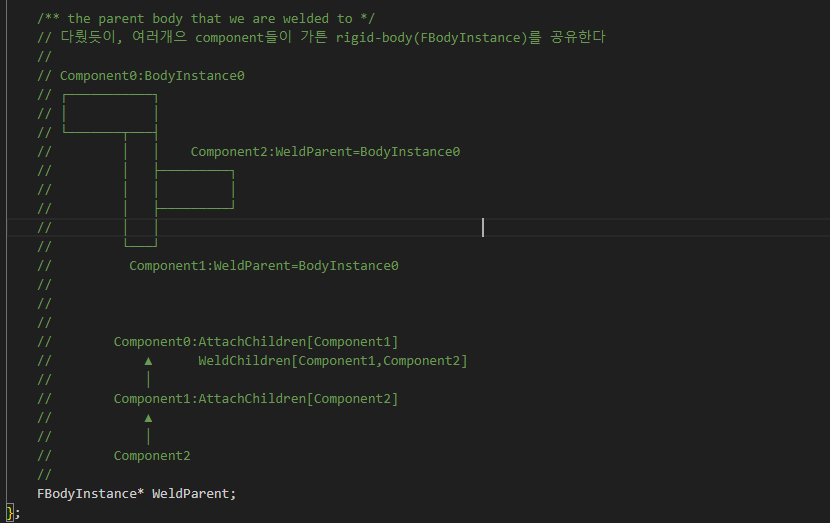 /** the parent body that we are welded to */
// 다뤘듯이, 여러개으 component들이 가튼 rigid-body(FBodyInstance)를 공유한다
//
// Component0:BodyInstance0
// ┌───────────┐
// │           │
// └───────┬───┤
//         │   │    Component2:WeldParent=BodyInstance0
//         │   ├─────────┐
//         │   │         │
//         │   ├─────────┘
//         │   │
//         └───┘
//          Component1:WeldParent=BodyInstance0
//
//
//
//        Component0:AttachChildren[Component1]
//            ▲      WeldChildren[Component1,Component2]
//            │
//        Component1:AttachChildren[Component2]
//            ▲
//            │
//        Component2
//
FBodyInstance* WeldParent;
};